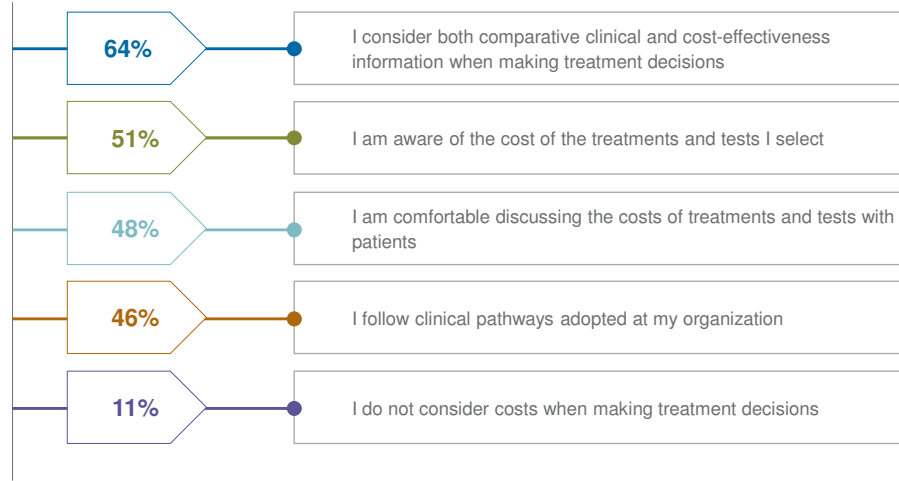 64%
I consider both comparative clinical and cost-effectiveness
information when making treatment decisions
51%
I am aware of the cost of the treatments and tests I select
48%
I am comfortable discussing the costs of treatments and tests with
patients
46%
I follow clinical pathways adopted at my organization
11%
I do not consider costs when making treatment decisions